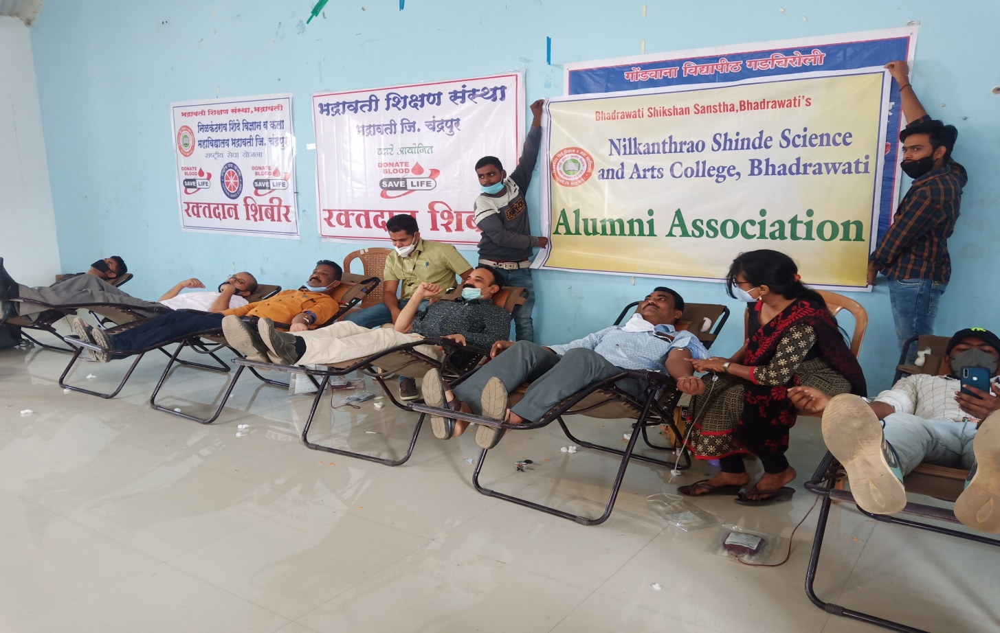 भद्रावती शिक्षण संस्था, भद्रावती
निळकंठराव शिंदे विज्ञान व कला
महाविद्यालय भद्रावती जि. चंद्रपुर
राष्ट्रीय सेवा योजना
DONATE
BLOOD
SAVE LIFE
DONATE
BLOOD
SAVE LIFE
रक्तदान शिबीर
भद्रावती शिक्षण संस्था
भद्रावती जि. चंद्रपुर
व्दारे आयोजित
DONATE
BLOOD
SAVE LIFE
रक्तदान शिब
गोंडवाना विद्यापीठ गडचिरोली
Bhadrawati Shikshan Sanstha,Bhadrawati's
Nilkanthrao Shinde Science
and Arts College, Bhadrawati
Alumni Association